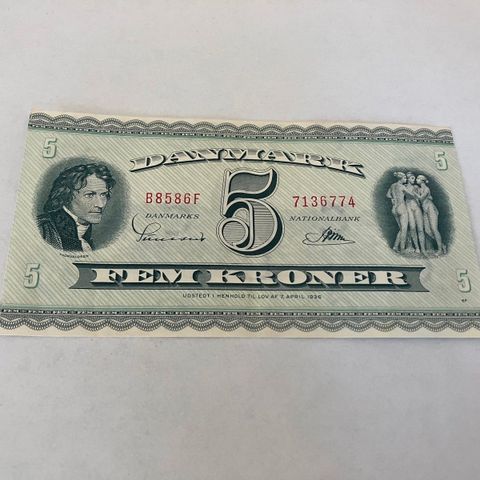 DANMARK
5 5
B8586F 5 7136774
DANMARKS NATIONALBANK
5 FEM KRONER 5
UDSTEDT I HENHOLD TIL LOV AF 7. APRIL 1936